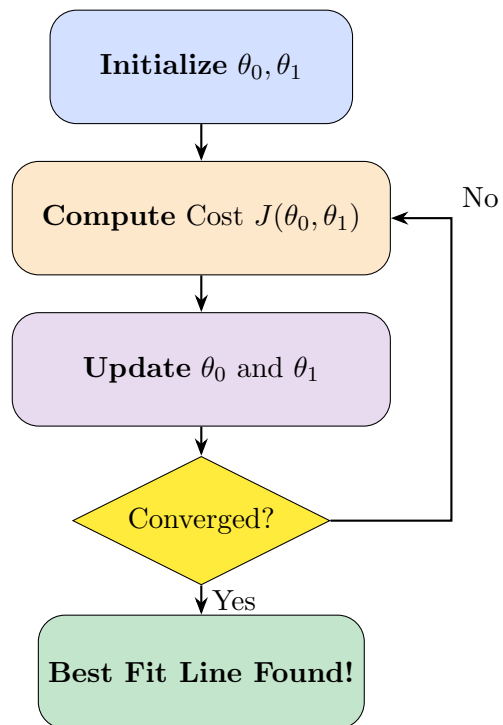 Initialize θ₀, θ₁
Compute Cost J(θ₀, θ₁)
No
Update θ₀ and θ₁
Converged?
Yes
Best Fit Line Found!